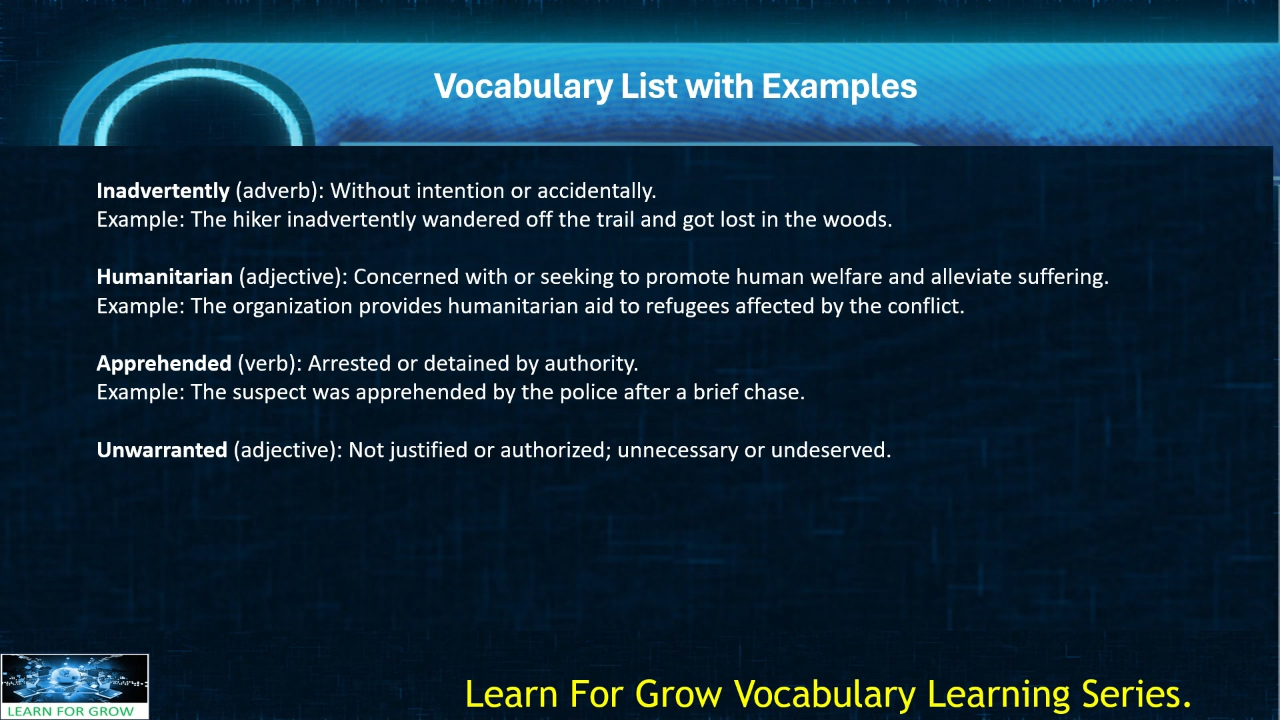 Vocabulary List with Examples
Inadvertently (adverb): Without intention or accidentally.
Example: The hiker inadvertently wandered off the trail and got lost in the woods.
Humanitarian (adjective): Concerned with or seeking to promote human welfare and alleviate suffering.
Example: The organization provides humanitarian aid to refugees affected by the conflict.
Apprehended (verb): Arrested or detained by authority.
Example: The suspect was apprehended by the police after a brief chase.
Unwarranted (adjective): Not justified or authorized; unnecessary or undeserved.
LEARN FOR GROW
Learn For Grow Vocabulary Learning Series.